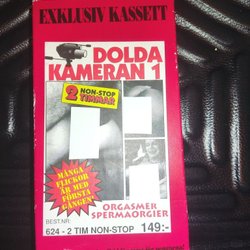 EXKLUSIV KASSETT
DOLDA
KAMERAN 1
2 NON-STOP
TIMMAR
MÅNGA
FLICKOR
ÄR MED
FÖRSTA
GÅNGEN!
ORGASMER
SPERMAORGIER
BEST.NR:
624 - 2 TIM NON-STOP 149:-